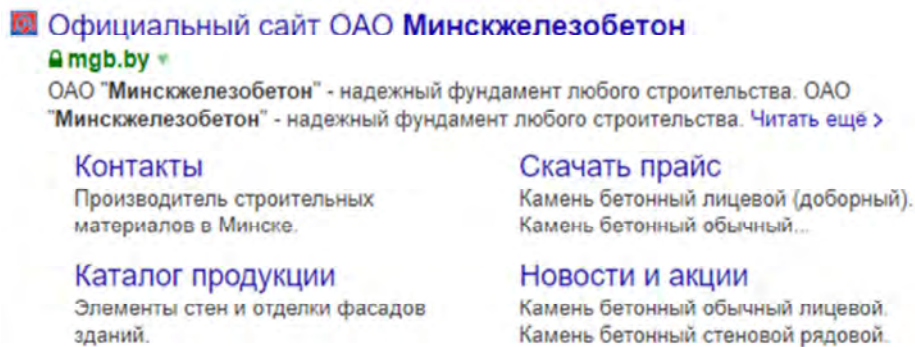 Официальный сайт ОАО Минскжелезобетон
mgb.by
ОАО "Минскжелезобетон" - надежный фундамент любого строительства. ОАО
"Минскжелезобетон" - надежный фундамент любого строительства. Читать ещё >
Контакты
Производитель строительных
материалов в Минске.
Скачать прайс
Камень бетонный лицевой (доборный).
Камень бетонный обычный...
Каталог продукции
Элементы стен и отделки фасадов
зданий.
Новости и акции
Камень бетонный обычный лицевой.
Камень бетонный стеновой рядовой.